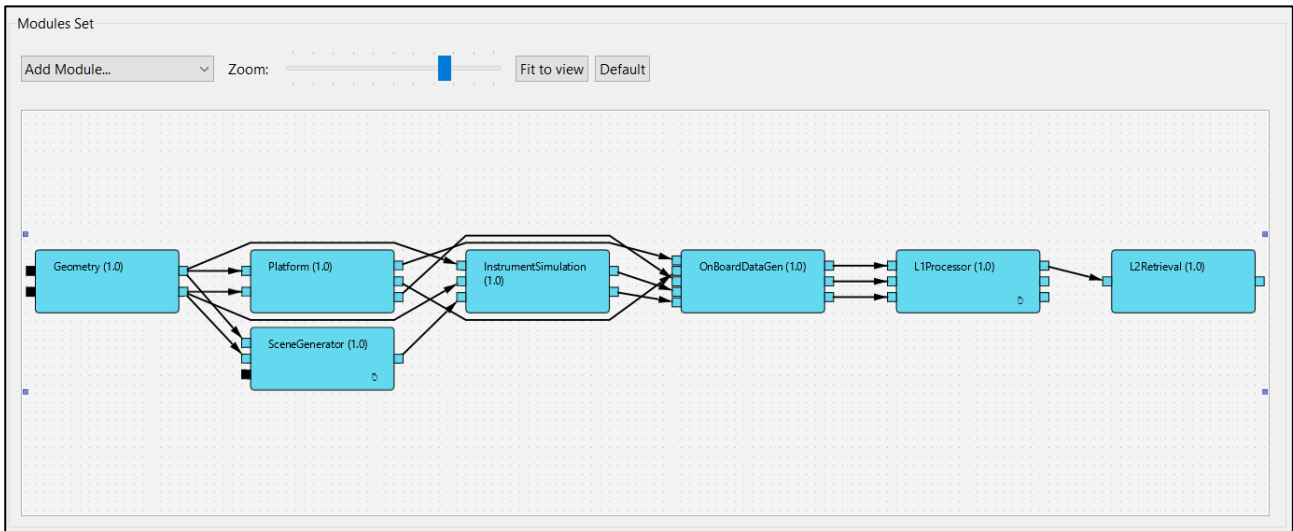 Modules Set
Add Module...
Zoom:
Fit to view
Default
Geometry (1.0)
Platform (1.0)
InstrumentSimulation
(1.0)
OnBoardDataGen (1.0)
L1Processor (1.0)
L2Retrieval (1.0)
SceneGenerator (1.0)